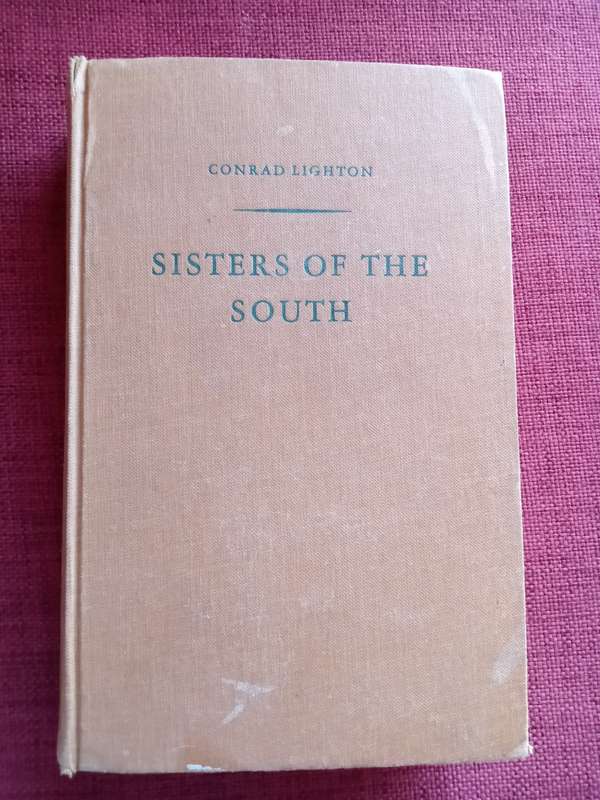 CONRAD LIGHTON
SISTERS OF THE
SOUTH